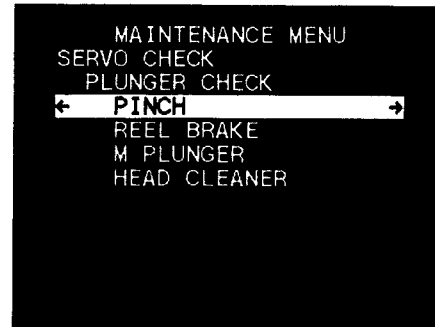 MAINTENANCE MENU
SERVO CHECK
PLUNGER CHECK
← PINCH →
REEL BRAKE
M PLUNGER
HEAD CLEANER